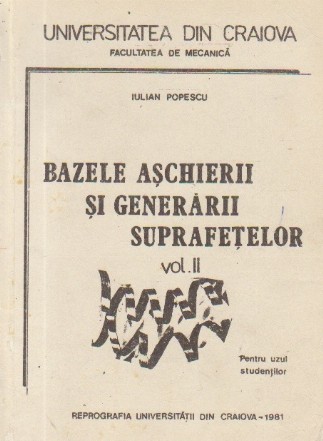 UNIVERSITATEA DIN CRAIOVA
FACULTATEA DE MECANICĂ
IULIAN POPESCU
BAZELE AŞCHIERII
ŞI GENERĂRII
SUPRAFEŢELOR
vol. II
Pentru uzul
studenţilor
REPROGRAFIA UNIVERSITĂŢII DIN CRAIOVA-1981